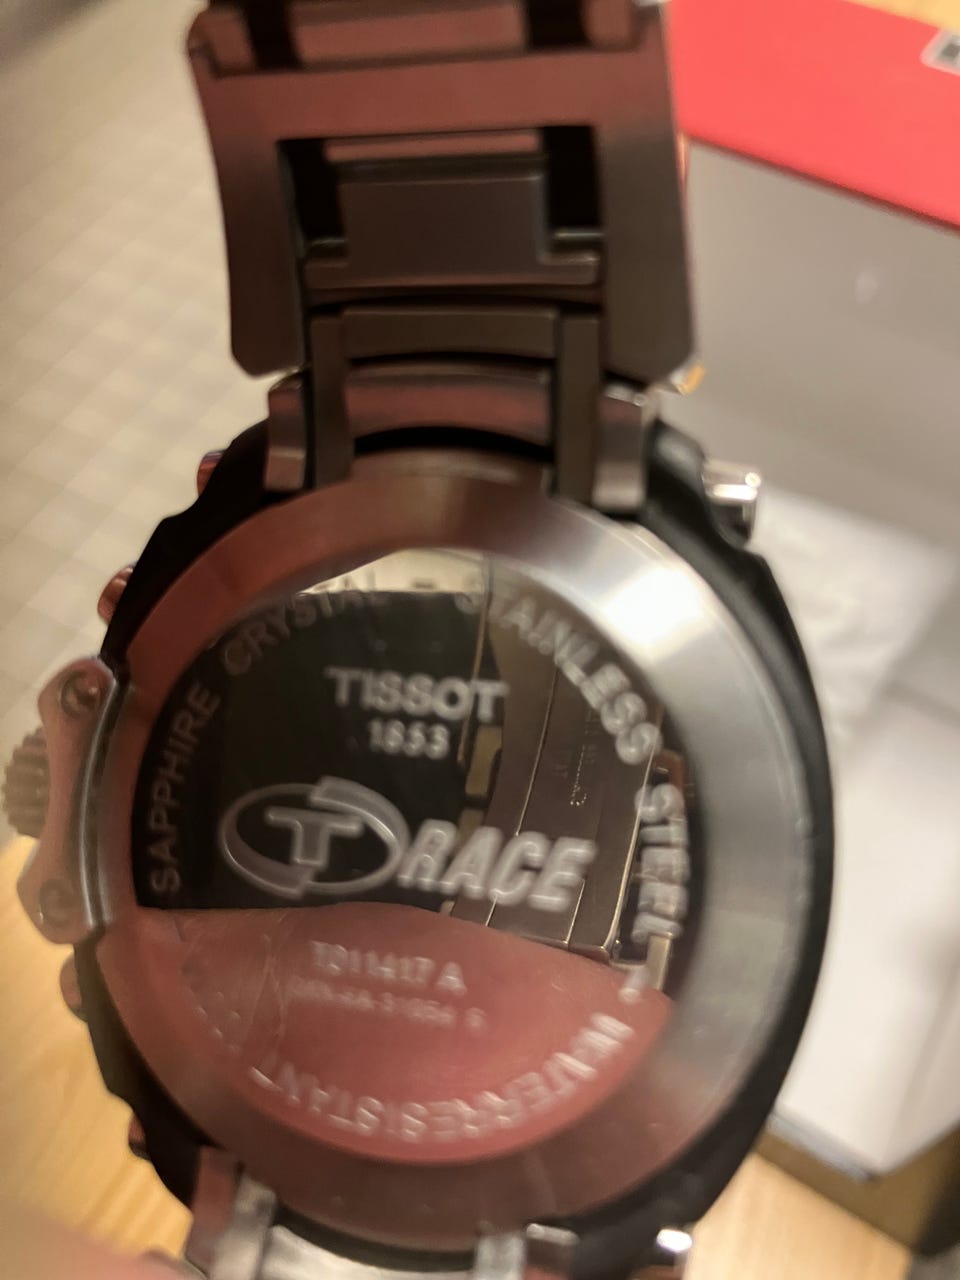 SAPPHIRE CRYSTAL STAINLESS STEEL
TISSOT
1853
T RACE
T011417 A
WATER RESISTANT